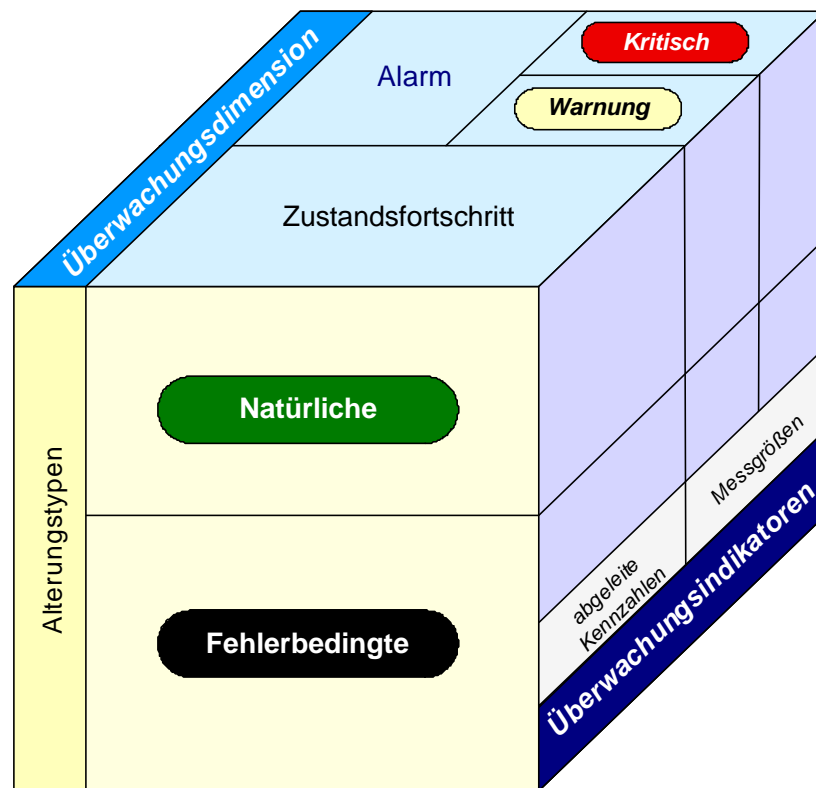 Überwachungsdimension
Kritisch
Alarm
Warnung
Zustandsfortschritt
Alterungstypen
Natürliche
Fehlerbedingte
Messgrößen
abgeleite
Kennzahlen
Überwachungsindikatoren